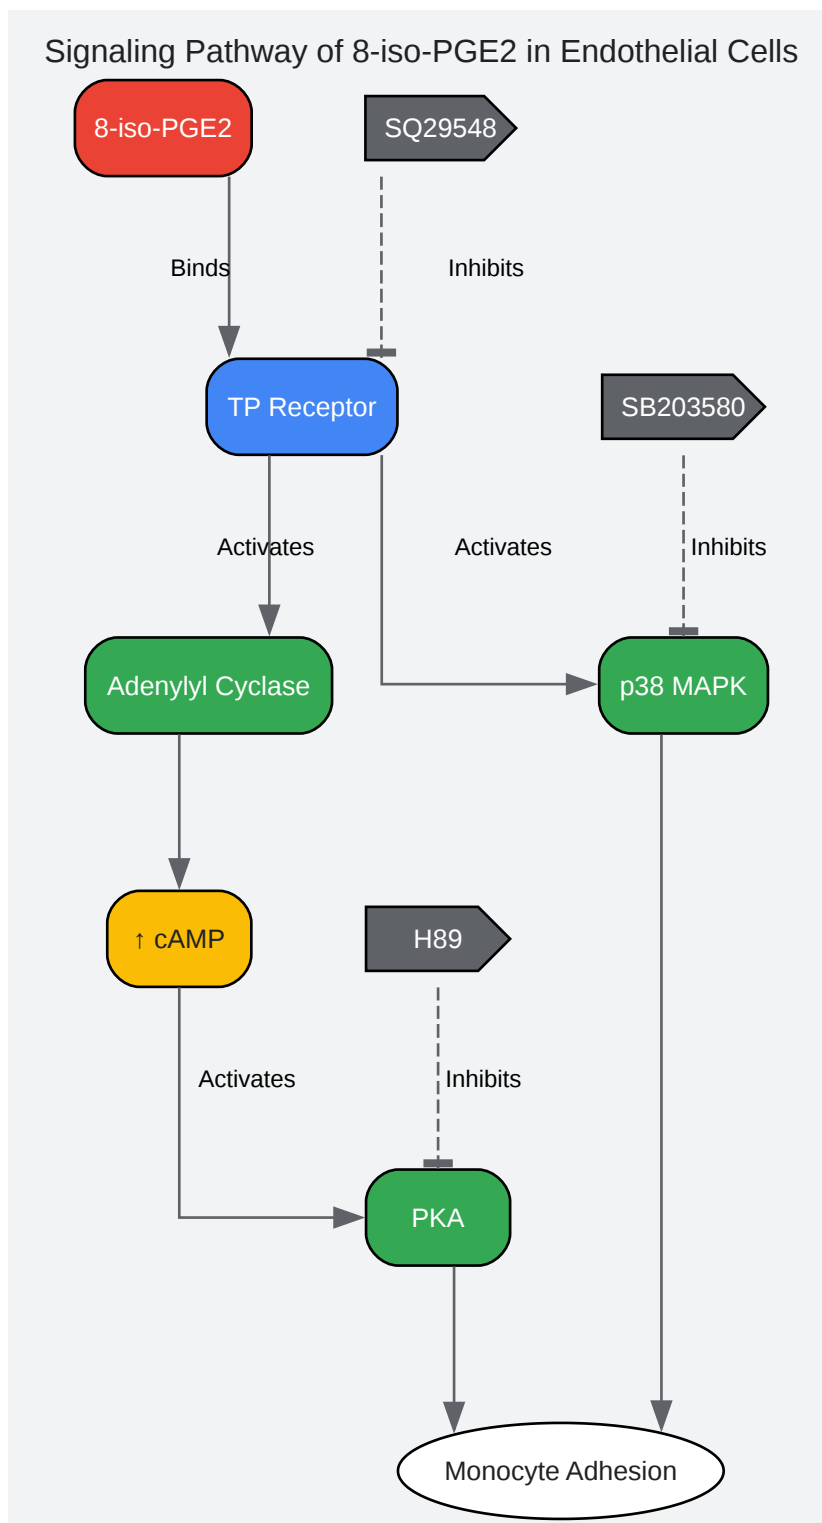 Signaling Pathway of 8-iso-PGE2 in Endothelial Cells
8-iso-PGE2
SQ29548
Binds
Inhibits
TP Receptor
SB203580
Activates
Activates
Inhibits
Adenylyl Cyclase
p38 MAPK
↑ cAMP
H89
Activates
Inhibits
PKA
Monocyte Adhesion